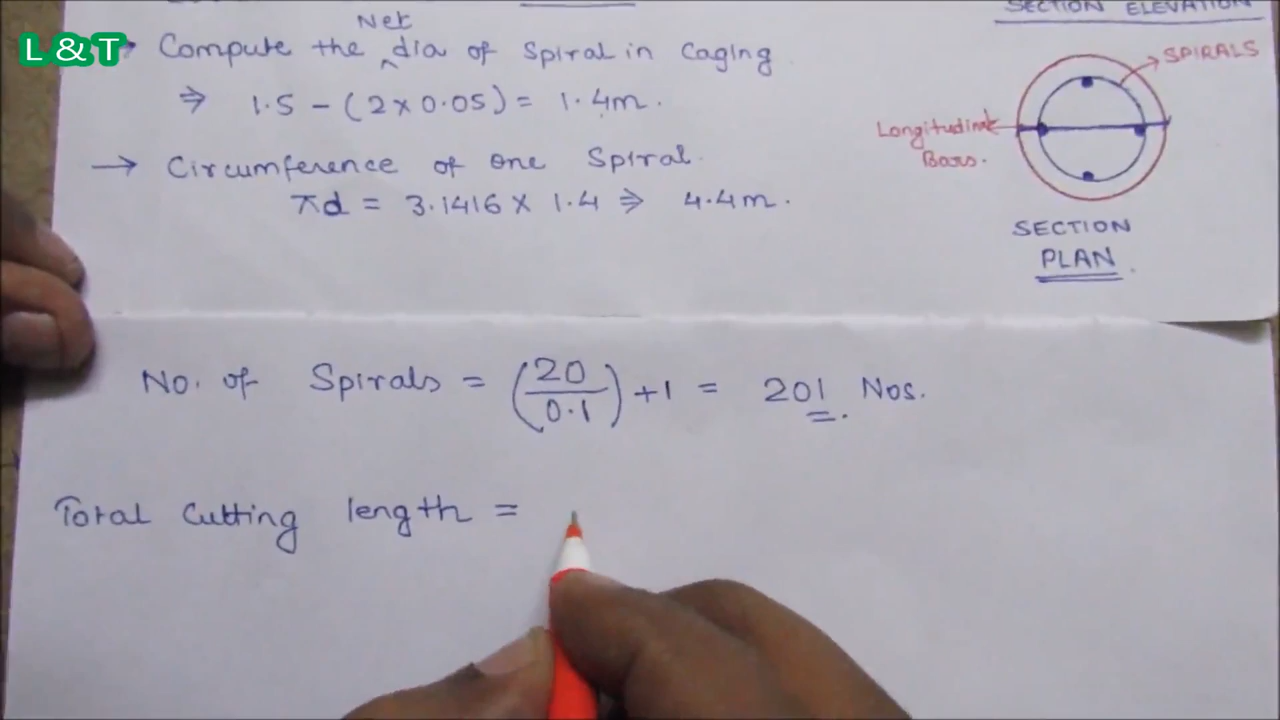 L & T
Net
Compute the ^ dia of Spiral in Caging
⇒ 1.5 - (2 x 0.05) = 1.4m.
→ Circumference of One Spiral.
πd = 3.1416 x 1.4 ⇒ 4.4m.
SECTION ELEVATION
SPIRALS
Longitudinal
Bars.
SECTION
PLAN
No. of Spirals = (20/0.1) + 1 = 201 Nos.
Total Cutting length =